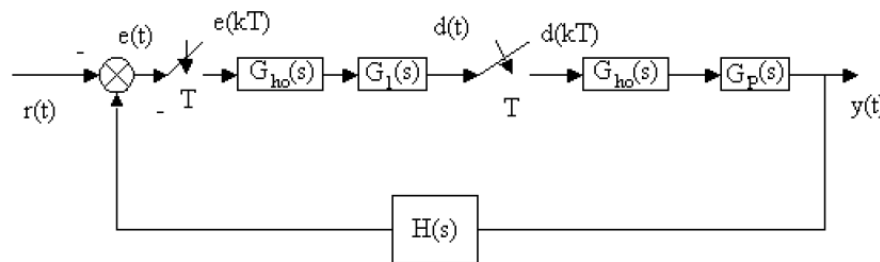 -
e(t)
e(kT)
d(t)
d(kT)
G_ho(s)
G_1(s)
G_ho(s)
G_P(s)
r(t)
-
T
T
y(t)
H(s)